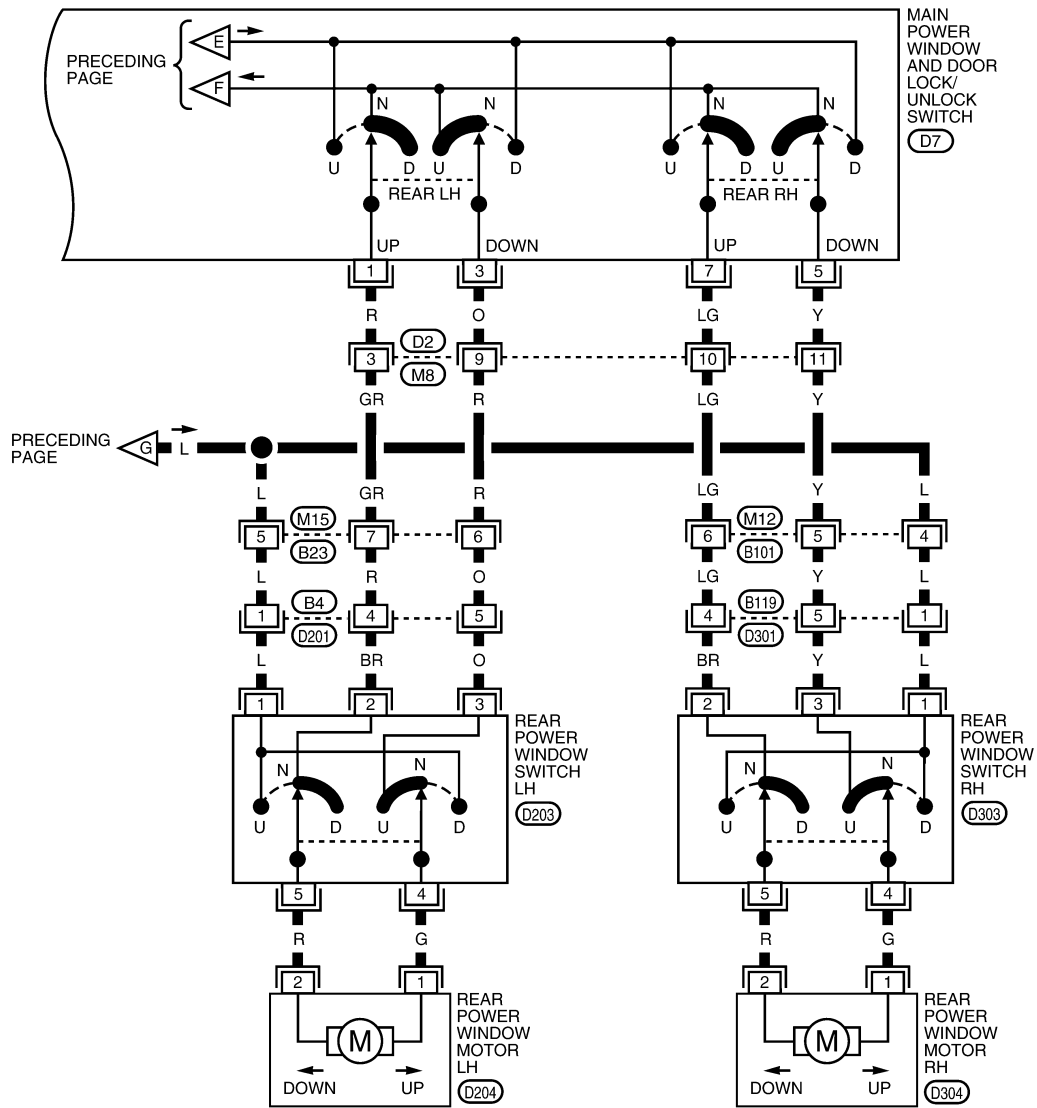 PRECEDING
PAGE
E
F
MAIN
POWER
WINDOW
AND DOOR
LOCK/
UNLOCK
SWITCH
D7
N N N N
U D U D U D U D
REAR LH REAR RH
UP DOWN UP DOWN
1 3 7 5
R O LG Y
D2
3 9 10 11
M8
GR R LG Y
PRECEDING
PAGE
G L
L GR R LG Y L
M15 M12
5 7 6 6 5 4
B23 B101
L R O LG Y L
B4 B119
1 4 5 4 5 1
D201 D301
L BR O BR Y L
1 2 3 2 3 1
REAR
POWER
WINDOW
SWITCH
LH
D203
REAR
POWER
WINDOW
SWITCH
RH
D303
N N N N
U D U D U D U D
5 4 5 4
R G R G
2 1 2 1
M M
DOWN UP DOWN UP
REAR
POWER
WINDOW
MOTOR
LH
D204
REAR
POWER
WINDOW
MOTOR
RH
D304